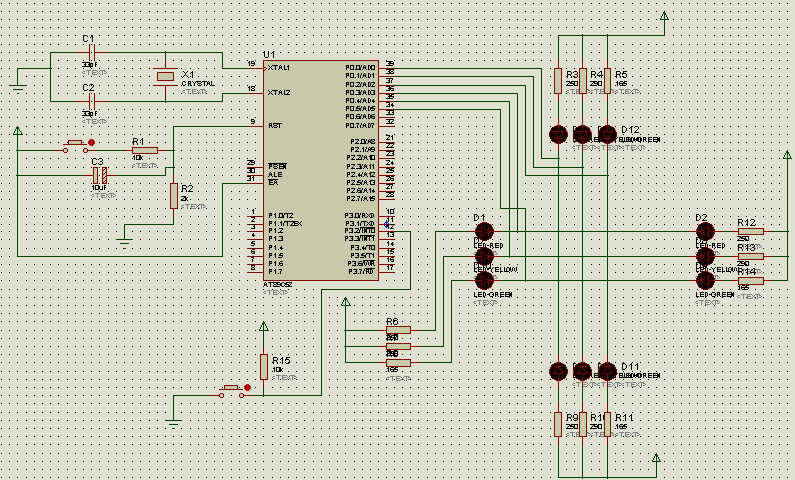 C1
33pF
<TEXT>
X1
CRYSTAL
<TEXT>
C2
33pF
<TEXT>
R1
10k
<TEXT>
C3
10uF
<TEXT>
R2
2k
<TEXT>
U1
19 XTAL1
18 XTAL2
9 RST
29 PSEN
30 ALE
31 EA
1 P1.0/T2
2 P1.1/T2EX
3 P1.2
4 P1.3
5 P1.4
6 P1.5
7 P1.6
8 P1.7
P0.0/AD0 39
P0.1/AD1 38
P0.2/AD2 37
P0.3/AD3 36
P0.4/AD4 35
P0.5/AD5 34
P0.6/AD6 33
P0.7/AD7 32
P2.0/A8 21
P2.1/A9 22
P2.2/A10 23
P2.3/A11 24
P2.4/A12 25
P2.5/A13 26
P2.6/A14 27
P2.7/A15 28
P3.0/RXD 10
P3.1/TXD 11
P3.2/INT0 12
P3.3/INT1 13
P3.4/T0 14
P3.5/T1 15
P3.6/WR 16
P3.7/RD 17
AT89C52
<TEXT>
R3
250
R4
290
R5
165
<TEXT>
D12
D1
LED-RED
LED-YELLOW
LED-GREEN
D2
LED-RED
LED-YELLOW
LED-GREEN
R12
250
R13
290
R14
165
<TEXT>
R6
165
<TEXT>
R15
10k
<TEXT>
D11
R9
250
R10
290
R11
165
<TEXT>